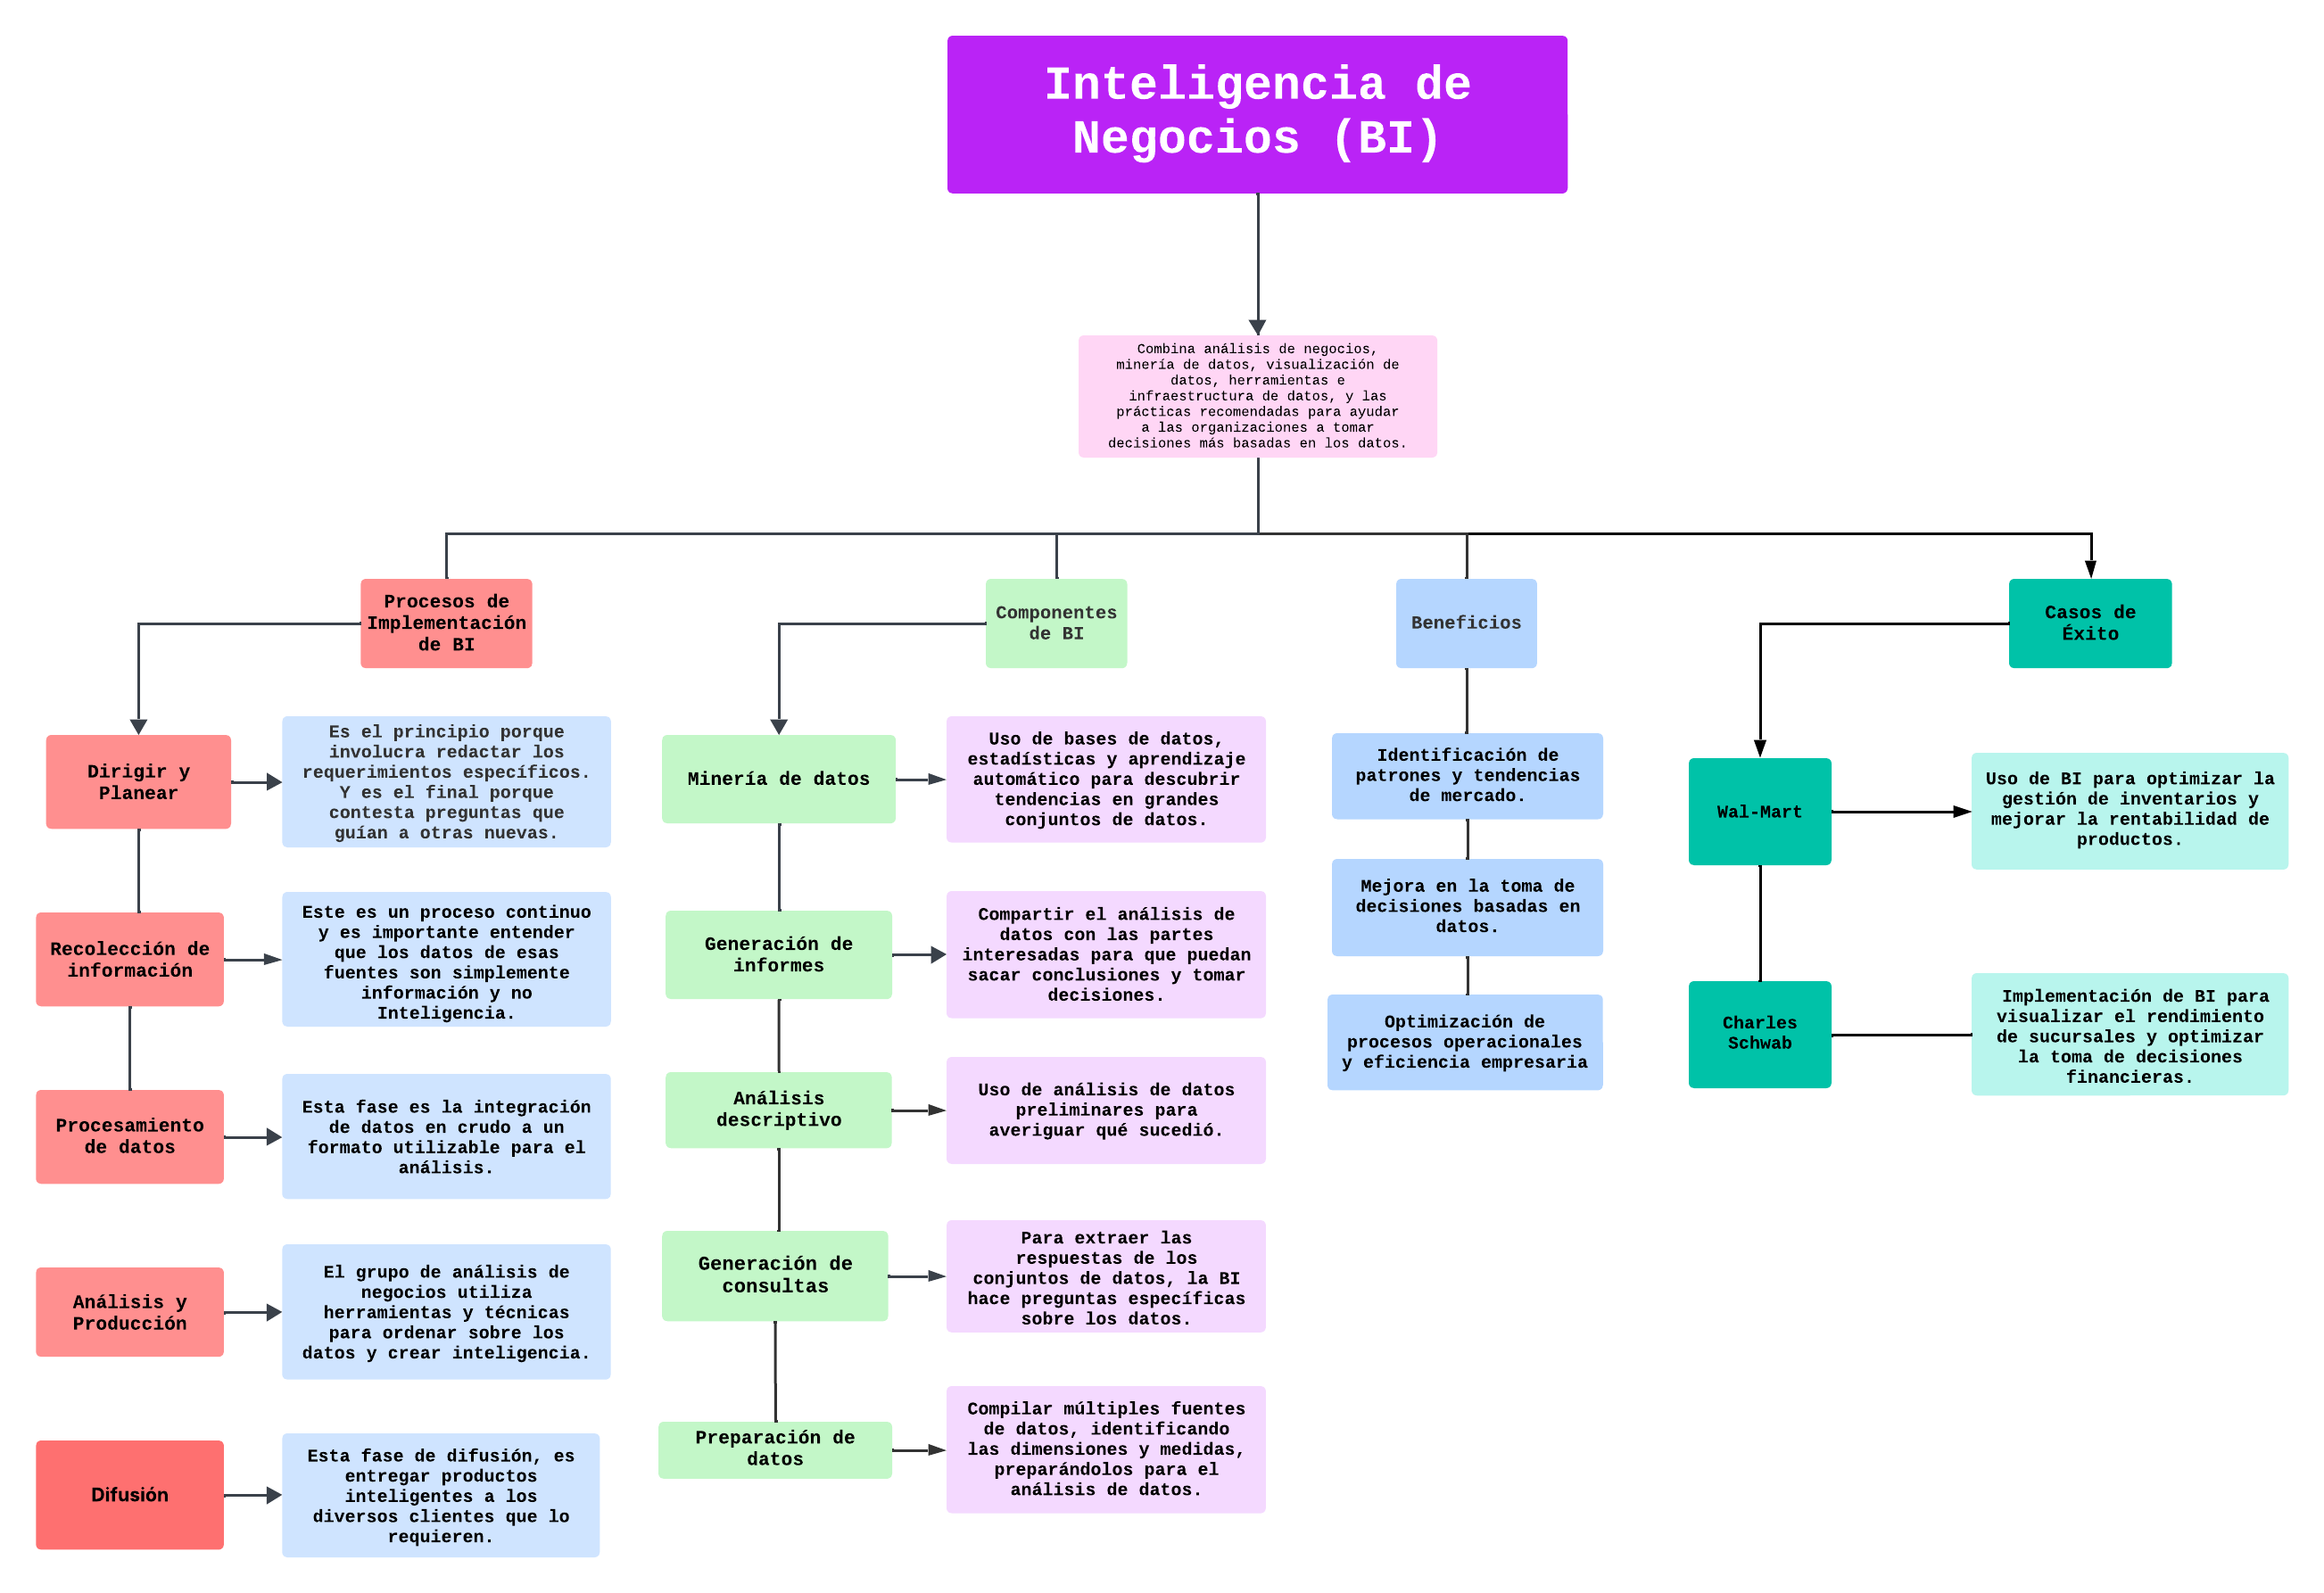 Inteligencia de
Negocios (BI)
Combina análisis de negocios,
minería de datos, visualización de
datos, herramientas e
infraestructura de datos, y las
prácticas recomendadas para ayudar
a las organizaciones a tomar
decisiones más basadas en los datos.
Procesos de
Implementación
de BI
Dirigir y
Planear
Es el principio porque
involucra redactar los
requerimientos específicos.
Y es el final porque
contesta preguntas que
guían a otras nuevas.
Recolección de
información
Este es un proceso continuo
y es importante entender
que los datos de esas
fuentes son simplemente
información y no
Inteligencia.
Procesamiento
de datos
Esta fase es la integración
de datos en crudo a un
formato utilizable para el
análisis.
Análisis y
Producción
El grupo de análisis de
negocios utiliza
herramientas y técnicas
para ordenar sobre los
datos y crear inteligencia.
Difusión
Esta fase de difusión, es
entregar productos
inteligentes a los
diversos clientes que lo
requieren.
Componentes
de BI
Minería de datos
Uso de bases de datos,
estadísticas y aprendizaje
automático para descubrir
tendencias en grandes
conjuntos de datos.
Generación de
informes
Compartir el análisis de
datos con las partes
interesadas para que puedan
sacar conclusiones y tomar
decisiones.
Análisis
descriptivo
Uso de análisis de datos
preliminares para
averiguar qué sucedió.
Generación de
consultas
Para extraer las
respuestas de los
conjuntos de datos, la BI
hace preguntas específicas
sobre los datos.
Preparación de
datos
Compilar múltiples fuentes
de datos, identificando
las dimensiones y medidas,
preparándolos para el
análisis de datos.
Beneficios
Identificación de
patrones y tendencias
de mercado.
Mejora en la toma de
decisiones basadas en
datos.
Optimización de
procesos operacionales
y eficiencia empresaria
Casos de
Éxito
Wal-Mart
Uso de BI para optimizar la
gestión de inventarios y
mejorar la rentabilidad de
productos.
Charles
Schwab
Implementación de BI para
visualizar el rendimiento
de sucursales y optimizar
la toma de decisiones
financieras.